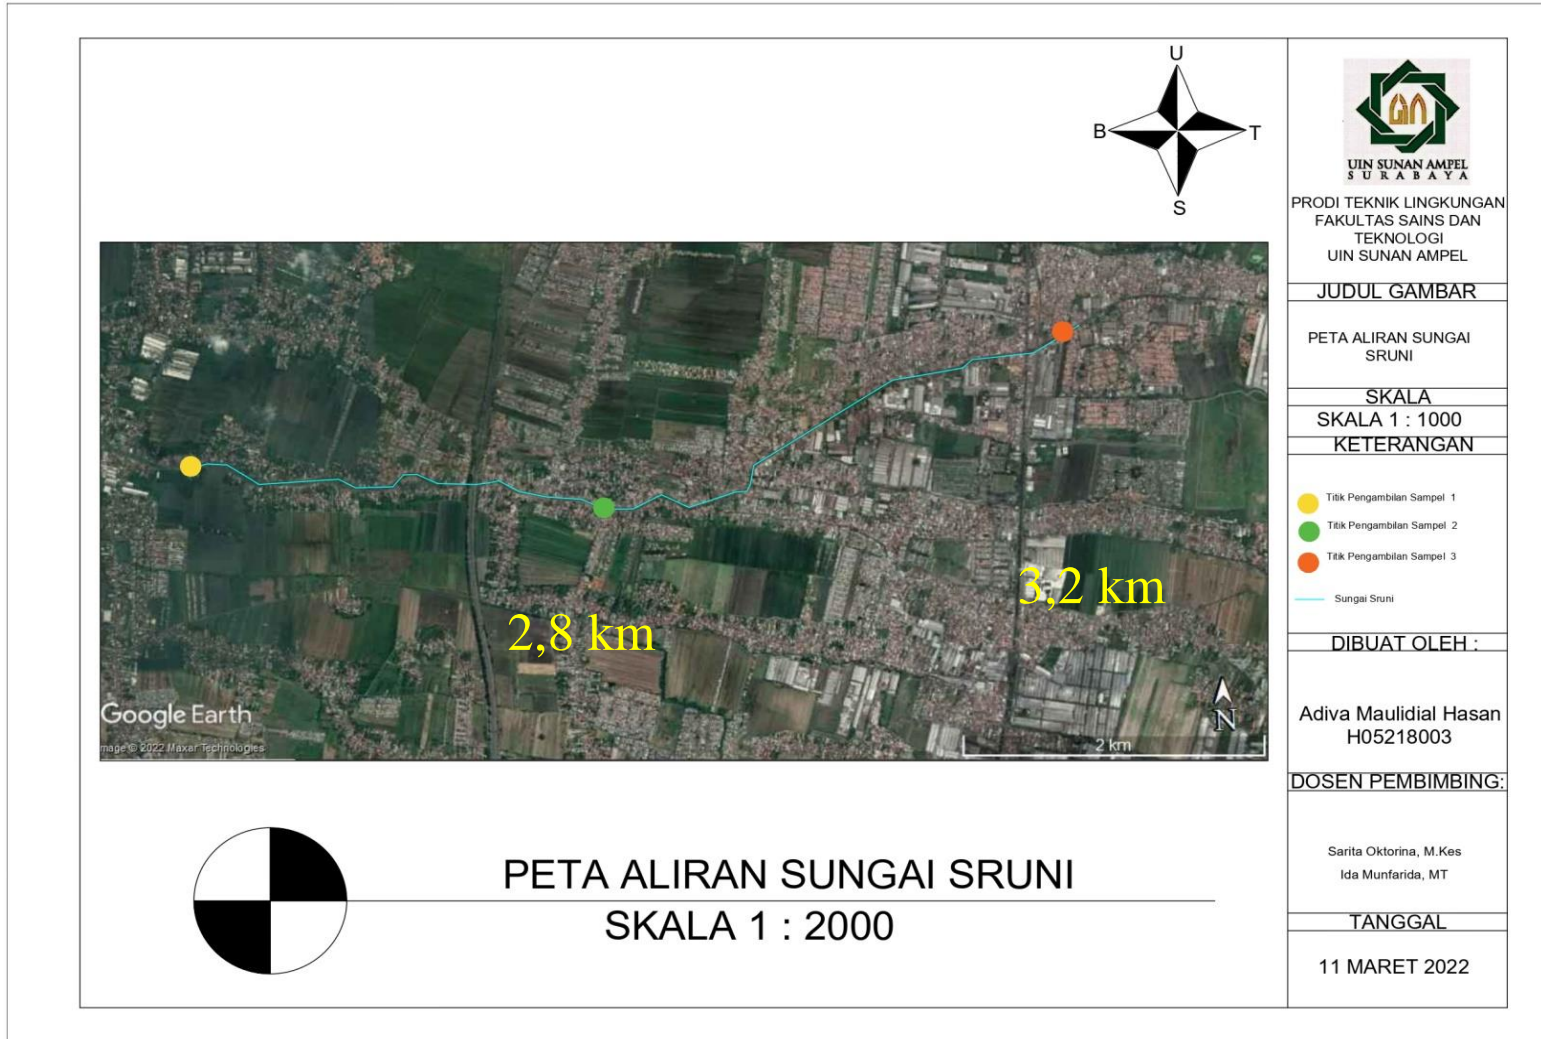 U
B
T
S
2,8 km
3,2 km
Google Earth
mage © 2022 Maxar Technologies
N
2 km
PETA ALIRAN SUNGAI SRUNI
SKALA 1 : 2000
UIN SUNAN AMPEL
S U R A B A Y A
PRODI TEKNIK LINGKUNGAN
FAKULTAS SAINS DAN
TEKNOLOGI
UIN SUNAN AMPEL
JUDUL GAMBAR
PETA ALIRAN SUNGAI
SRUNI
SKALA
SKALA 1 : 1000
KETERANGAN
Titik Pengambilan Sampel 1
Titik Pengambilan Sampel 2
Titik Pengambilan Sampel 3
Sungai Sruni
DIBUAT OLEH :
Adiva Maulidial Hasan
H05218003
DOSEN PEMBIMBING:
Sarita Oktorina, M.Kes
Ida Munfarida, MT
TANGGAL
11 MARET 2022